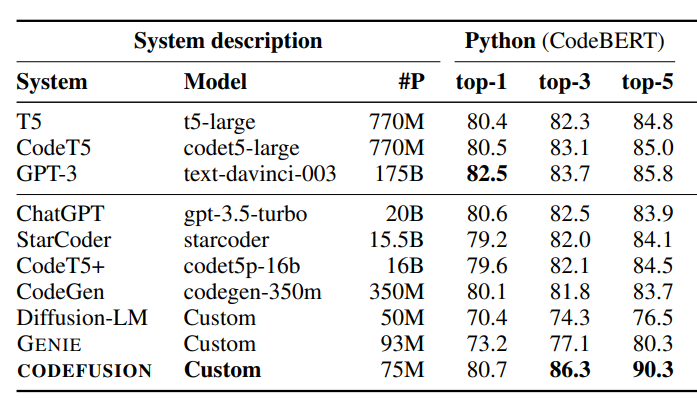 System description Python (CodeBERT)
System Model #P top-1 top-3 top-5
T5 t5-large 770M 80.4 82.3 84.8
CodeT5 codet5-large 770M 80.5 83.1 85.0
GPT-3 text-davinci-003 175B 82.5 83.7 85.8
ChatGPT gpt-3.5-turbo 20B 80.6 82.5 83.9
StarCoder starcoder 15.5B 79.2 82.0 84.1
CodeT5+ codet5p-16b 16B 79.6 82.1 84.5
CodeGen codegen-350m 350M 80.1 81.8 83.7
Diffusion-LM Custom 50M 70.4 74.3 76.5
GENIE Custom 93M 73.2 77.1 80.3
CODEFUSION Custom 75M 80.7 86.3 90.3